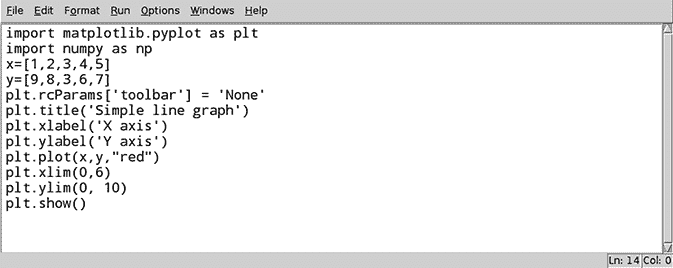 File Edit Format Run Options Windows Help
import matplotlib.pyplot as plt
import numpy as np
x=[1,2,3,4,5]
y=[9,8,3,6,7]
plt.rcParams['toolbar'] = 'None'
plt.title('Simple line graph')
plt.xlabel('X axis')
plt.ylabel('Y axis')
plt.plot(x,y,"red")
plt.xlim(0,6)
plt.ylim(0, 10)
plt.show()
Ln: 14 Col: 0